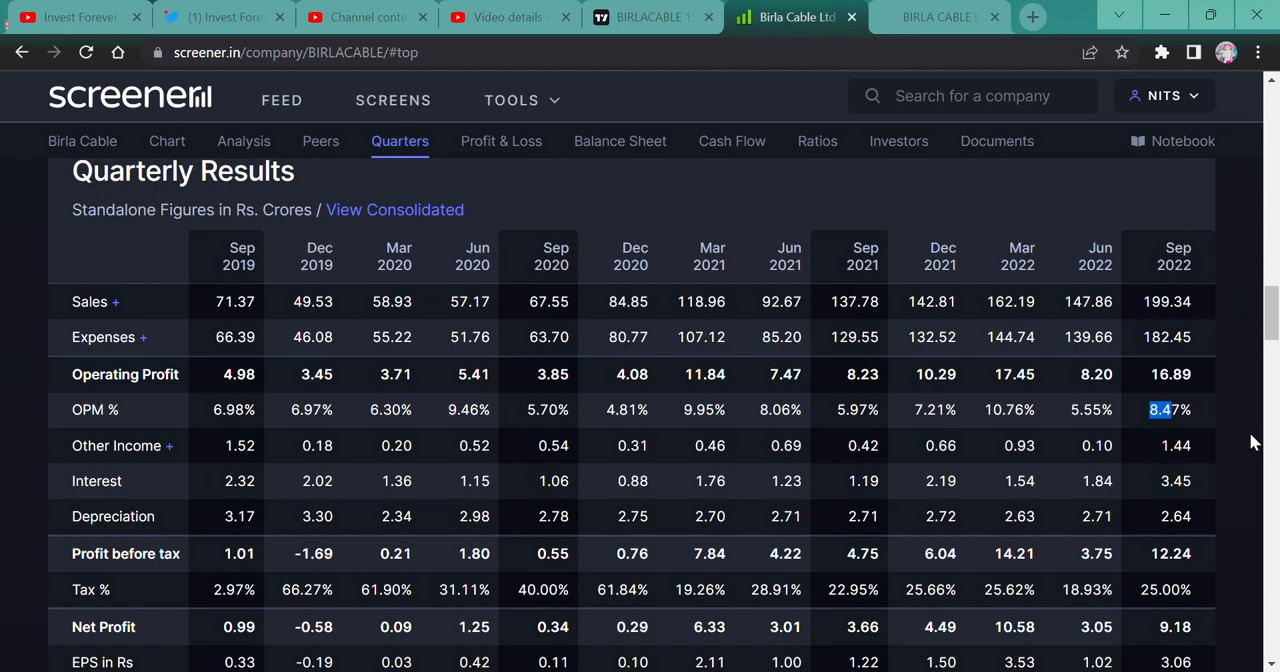 Invest Forever
(1) Invest Fore
Channel conte
Video details -
BIRLACABLE 15
Birla Cable Ltd
BIRLA CABLE L
screener.in/company/BIRLACABLE/#top
screener
FEED SCREENS TOOLS
Search for a company
NITS
Birla Cable Chart Analysis Peers Quarters Profit & Loss Balance Sheet Cash Flow Ratios Investors Documents Notebook
Quarterly Results
Standalone Figures in Rs. Crores / View Consolidated
Sep 2019 Dec 2019 Mar 2020 Jun 2020 Sep 2020 Dec 2020 Mar 2021 Jun 2021 Sep 2021 Dec 2021 Mar 2022 Jun 2022 Sep 2022
Sales + 71.37 49.53 58.93 57.17 67.55 84.85 118.96 92.67 137.78 142.81 162.19 147.86 199.34
Expenses + 66.39 46.08 55.22 51.76 63.70 80.77 107.12 85.20 129.55 132.52 144.74 139.66 182.45
Operating Profit 4.98 3.45 3.71 5.41 3.85 4.08 11.84 7.47 8.23 10.29 17.45 8.20 16.89
OPM % 6.98% 6.97% 6.30% 9.46% 5.70% 4.81% 9.95% 8.06% 5.97% 7.21% 10.76% 5.55% 8.47%
Other Income + 1.52 0.18 0.20 0.52 0.54 0.31 0.46 0.69 0.42 0.66 0.93 0.10 1.44
Interest 2.32 2.02 1.36 1.15 1.06 0.88 1.76 1.23 1.19 2.19 1.54 1.84 3.45
Depreciation 3.17 3.30 2.34 2.98 2.78 2.75 2.70 2.71 2.71 2.72 2.63 2.71 2.64
Profit before tax 1.01 -1.69 0.21 1.80 0.55 0.76 7.84 4.22 4.75 6.04 14.21 3.75 12.24
Tax % 2.97% 66.27% 61.90% 31.11% 40.00% 61.84% 19.26% 28.91% 22.95% 25.66% 25.62% 18.93% 25.00%
Net Profit 0.99 -0.58 0.09 1.25 0.34 0.29 6.33 3.01 3.66 4.49 10.58 3.05 9.18
EPS in Rs 0.33 -0.19 0.03 0.42 0.11 0.10 2.11 1.00 1.22 1.50 3.53 1.02 3.06